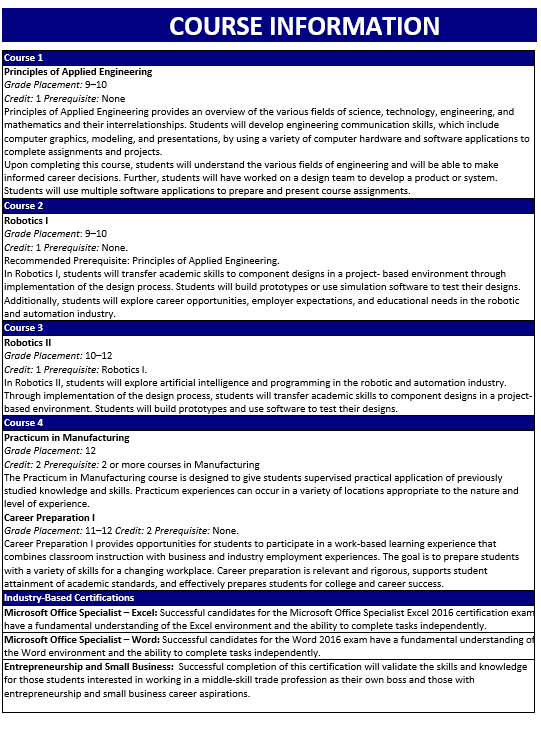 COURSE INFORMATION
Course 1
Principles of Applied Engineering
Grade Placement: 9–10
Credit: 1 Prerequisite: None
Principles of Applied Engineering provides an overview of the various fields of science, technology, engineering, and
mathematics and their interrelationships. Students will develop engineering communication skills, which include
computer graphics, modeling, and presentations, by using a variety of computer hardware and software applications to
complete assignments and projects.
Upon completing this course, students will understand the various fields of engineering and will be able to make
informed career decisions. Further, students will have worked on a design team to develop a product or system.
Students will use multiple software applications to prepare and present course assignments.
Course 2
Robotics I
Grade Placement: 9–10
Credit: 1 Prerequisite: None.
Recommended Prerequisite: Principles of Applied Engineering.
In Robotics I, students will transfer academic skills to component designs in a project- based environment through
implementation of the design process. Students will build prototypes or use simulation software to test their designs.
Additionally, students will explore career opportunities, employer expectations, and educational needs in the robotic
and automation industry.
Course 3
Robotics II
Grade Placement: 10–12
Credit: 1 Prerequisite: Robotics I.
In Robotics II, students will explore artificial intelligence and programming in the robotic and automation industry.
Through implementation of the design process, students will transfer academic skills to component designs in a project-
based environment. Students will build prototypes and use software to test their designs.
Course 4
Practicum in Manufacturing
Grade Placement: 12
Credit: 2 Prerequisite: 2 or more courses in Manufacturing
The Practicum in Manufacturing course is designed to give students supervised practical application of previously
studied knowledge and skills. Practicum experiences can occur in a variety of locations appropriate to the nature and
level of experience.
Career Preparation I
Grade Placement: 11–12 Credit: 2 Prerequisite: None.
Career Preparation I provides opportunities for students to participate in a work-based learning experience that
combines classroom instruction with business and industry employment experiences. The goal is to prepare students
with a variety of skills for a changing workplace. Career preparation is relevant and rigorous, supports student
attainment of academic standards, and effectively prepares students for college and career success.
Industry-Based Certifications
Microsoft Office Specialist – Excel: Successful candidates for the Microsoft Office Specialist Excel 2016 certification exam
have a fundamental understanding of the Excel environment and the ability to complete tasks independently.
Microsoft Office Specialist – Word: Successful candidates for the Word 2016 exam have a fundamental understanding of
the Word environment and the ability to complete tasks independently.
Entrepreneurship and Small Business: Successful completion of this certification will validate the skills and knowledge
for those students interested in working in a middle-skill trade profession as their own boss and those with
entrepreneurship and small business career aspirations.